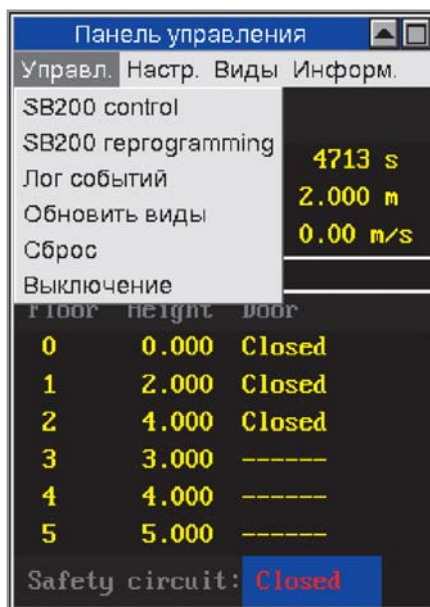 Панель управления
Управл. Настр. Виды Информ.
SB200 control
SB200 reprogramming
4713 s
Лог событий
2.000 m
Обновить виды
0.00 m/s
Сброс
Выключение
Floor Height Door
0 0.000 Closed
1 2.000 Closed
2 4.000 Closed
3 3.000 ------
4 4.000 ------
5 5.000 ------
Safety circuit: Closed